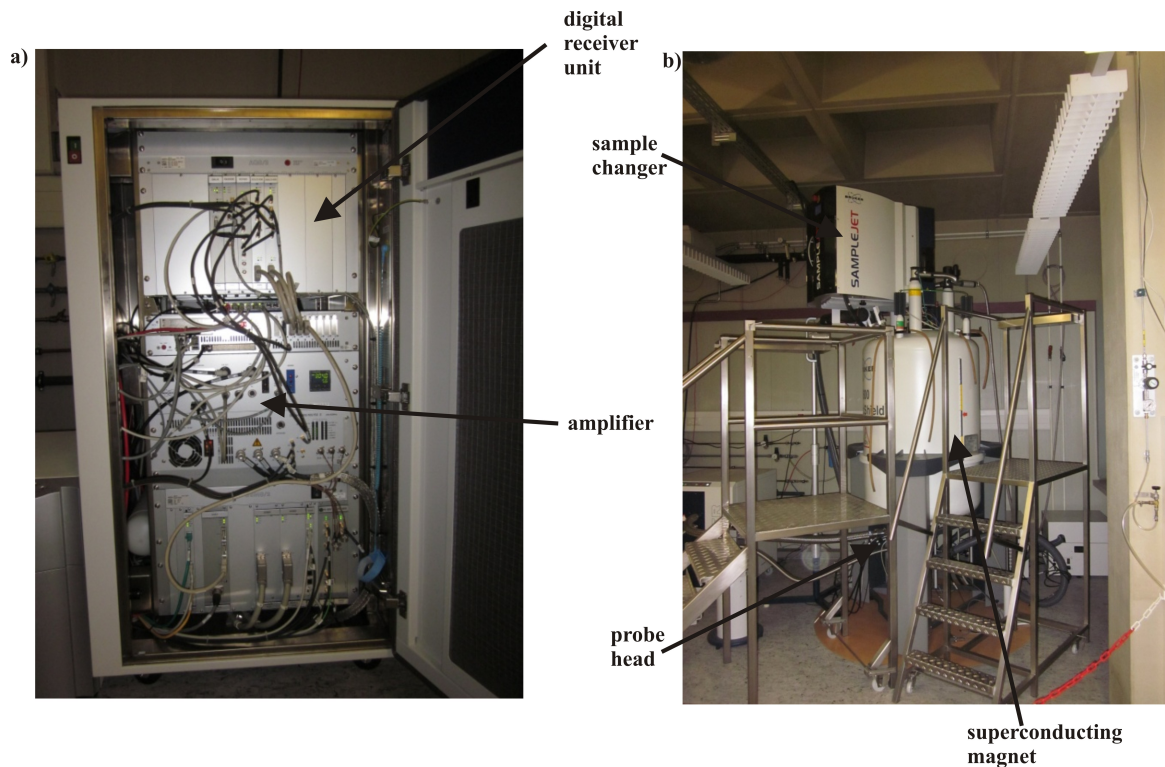 a)
digital
receiver
unit
amplifier
b)
sample
changer
SAMPLEJET
probe
head
superconducting
magnet